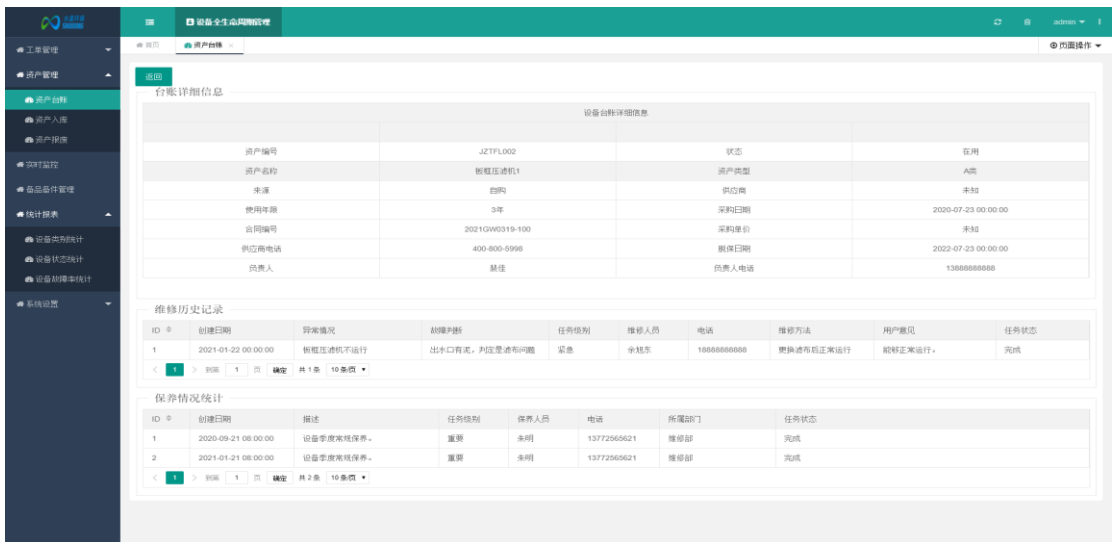 设备全生命周期管理
admin
工单管理
首页
资产台账
页面操作
资产管理
返回
资产台账
台账详细信息
资产入库
设备台账详细信息
资产报废
资产编号 JZTFL002 状态 在用
实时监控
资产名称 板框压滤机1 资产类型 A类
备品备件管理
来源 自购 供应商 未知
统计报表
使用年限 3年 采购日期 2020-07-23 00:00:00
设备类别统计
合同编号 2021GW0319-100 采购单价 未知
设备状态统计
供应商电话 400-800-5998 脱保日期 2022-07-23 00:00:00
设备故障率统计
负责人 裴佳 负责人电话 13888888888
系统设置
维修历史记录
ID 创建日期 异常情况 故障判断 任务级别 维修人员 电话 维修方法 用户意见 任务状态
1 2021-01-22 00:00:00 板框压滤机不运行 出水口有泥，判定是滤布问题 紧急 余旭东 18888888888 更换滤布后正常运行 能够正常运行。 完成
< 1 > 到第 1 页 确定 共 1 条 10 条/页
保养情况统计
ID 创建日期 描述 任务级别 保养人员 电话 所属部门 任务状态
1 2020-09-21 08:00:00 设备季度常规保养。 重要 朱明 13772565621 维修部 完成
2 2021-01-21 08:00:00 设备季度常规保养。 重要 朱明 13772565621 维修部 完成
< 1 > 到第 1 页 确定 共 2 条 10 条/页